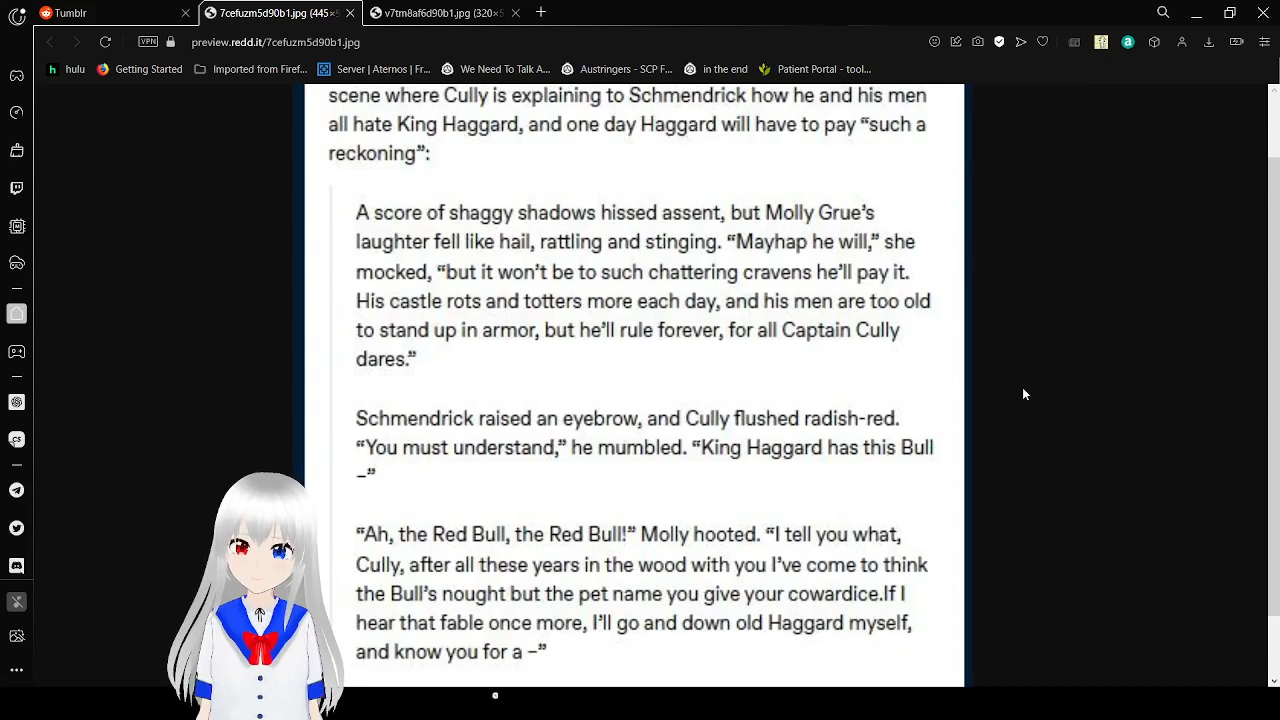 Tumblr
7cefuzm5d90b1.jpg (445×5
v7tm8af6d90b1.jpg (320×5
VPN
preview.redd.it/7cefuzm5d90b1.jpg
h hulu
Getting Started
Imported from Firef...
Server | Aternos | Fr...
We Need To Talk A...
Austringers - SCP F...
in the end
Patient Portal - tool...
scene where Cully is explaining to Schmendrick how he and his men
all hate King Haggard, and one day Haggard will have to pay “such a
reckoning”:
A score of shaggy shadows hissed assent, but Molly Grue’s
laughter fell like hail, rattling and stinging. “Mayhap he will,” she
mocked, “but it won’t be to such chattering cravens he’ll pay it.
His castle rots and totters more each day, and his men are too old
to stand up in armor, but he’ll rule forever, for all Captain Cully
dares.”
Schmendrick raised an eyebrow, and Cully flushed radish-red.
“You must understand,” he mumbled. “King Haggard has this Bull
–”
“Ah, the Red Bull, the Red Bull!” Molly hooted. “I tell you what,
Cully, after all these years in the wood with you I’ve come to think
the Bull’s nought but the pet name you give your cowardice.If I
hear that fable once more, I’ll go and down old Haggard myself,
and know you for a –”